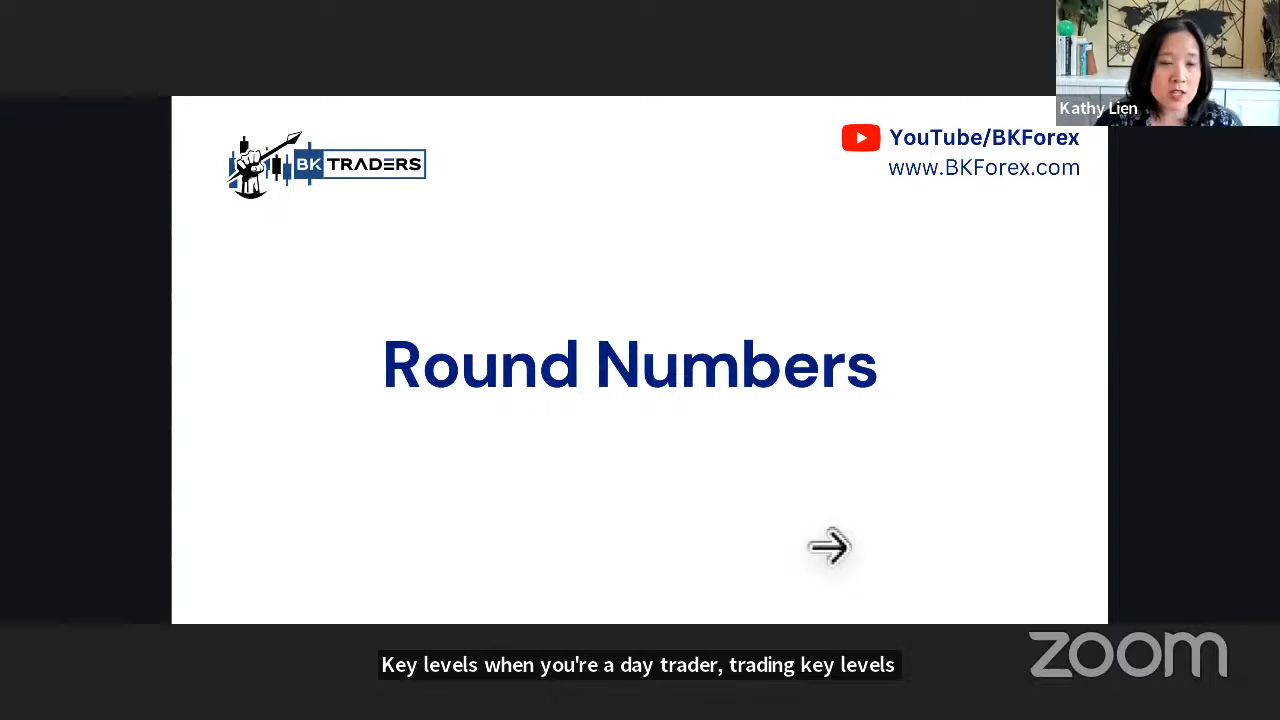 Kathy Lien
BK TRADERS
YouTube/BKForex
www.BKForex.com
Round Numbers
Key levels when you're a day trader, trading key levels
zoom